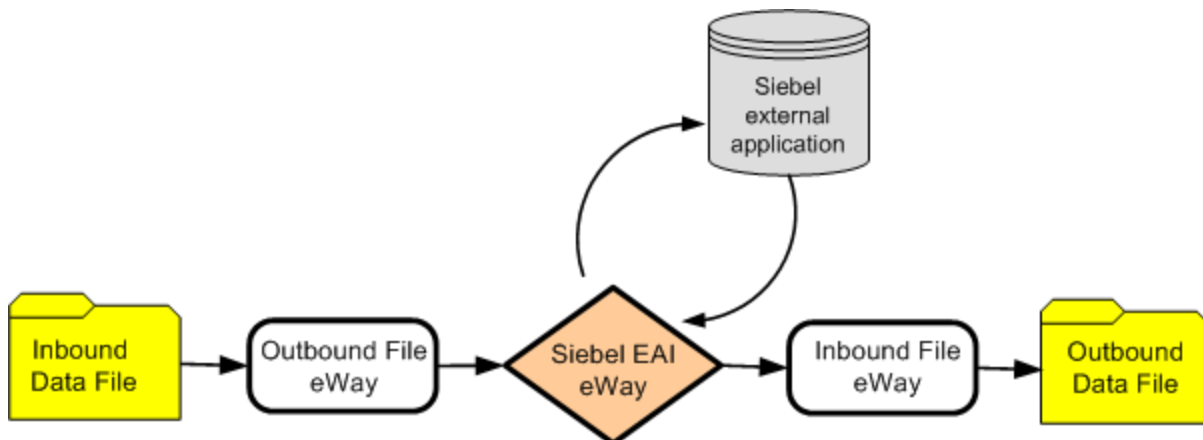 Siebel
external
application
Inbound
Data File
Outbound File
eWay
Siebel EAI
eWay
Inbound File
eWay
Outbound
Data File